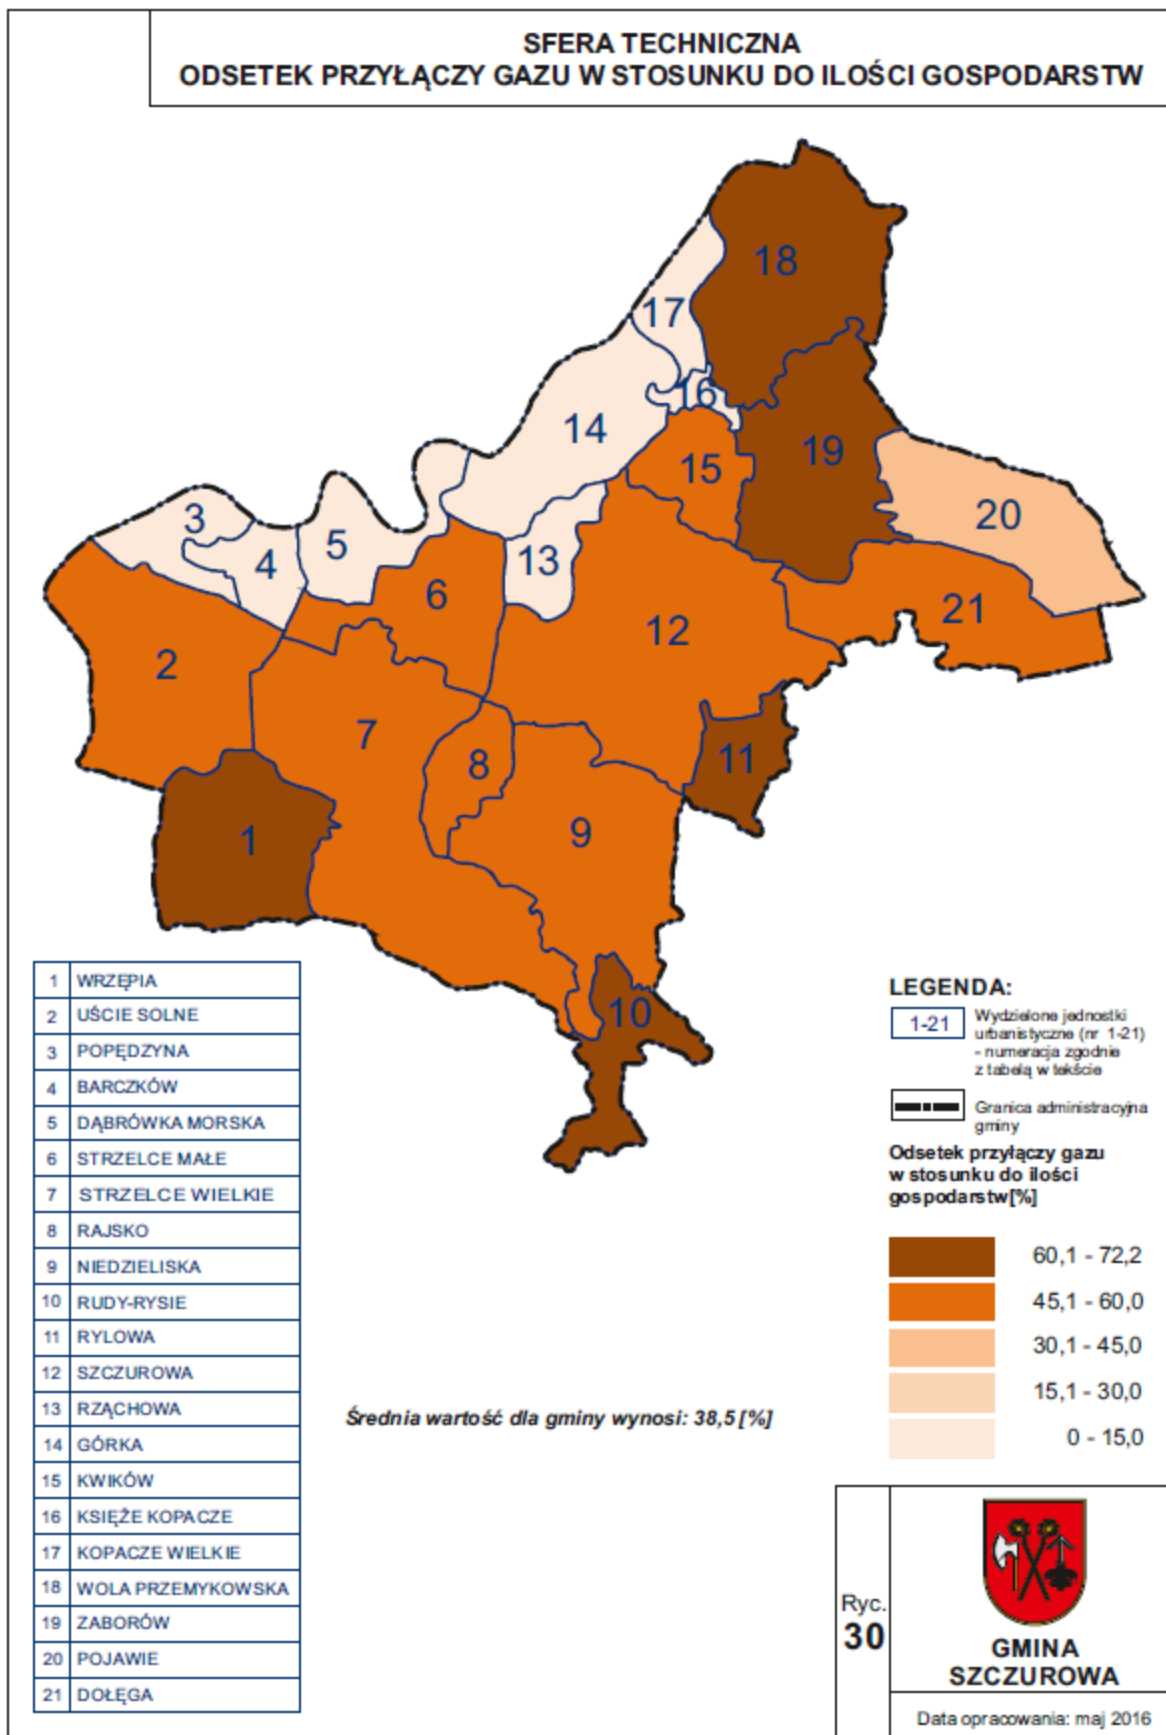 SFERA TECHNICZNA
ODSETEK PRZYŁĄCZY GAZU W STOSUNKU DO ILOŚCI GOSPODARSTW
18
17
16
14
19
15
3
20
5
4
13
6
21
12
2
7
11
8
9
1
10
1 WRZĘPIA
2 UŚCIE SOLNE
3 POPĘDZYNA
4 BARCZKÓW
5 DĄBRÓWKA MORSKA
6 STRZELCE MAŁE
7 STRZELCE WIELKIE
8 RAJSKO
9 NIEDZIELISKA
10 RUDY-RYSIE
11 RYLOWA
12 SZCZUROWA
13 RZĄCHOWA
14 GÓRKA
15 KWIKÓW
16 KSIĘŻE KOPACZE
17 KOPACZE WIELKIE
18 WOLA PRZEMYKOWSKA
19 ZABORÓW
20 POJAWIE
21 DOŁĘGA
Średnia wartość dla gminy wynosi: 38,5 [%]
LEGENDA:
1-21
Wydzielone jednostki
urbanistyczne (nr 1-21)
- numeracja zgodnie
z tabelą w tekście
Granica administracyjna
gminy
Odsetek przyłączy gazu
w stosunku do ilości
gospodarstw[%]
60,1 - 72,2
45,1 - 60,0
30,1 - 45,0
15,1 - 30,0
0 - 15,0
Ryc.
30
GMINA
SZCZUROWA
Data opracowania: maj 2016